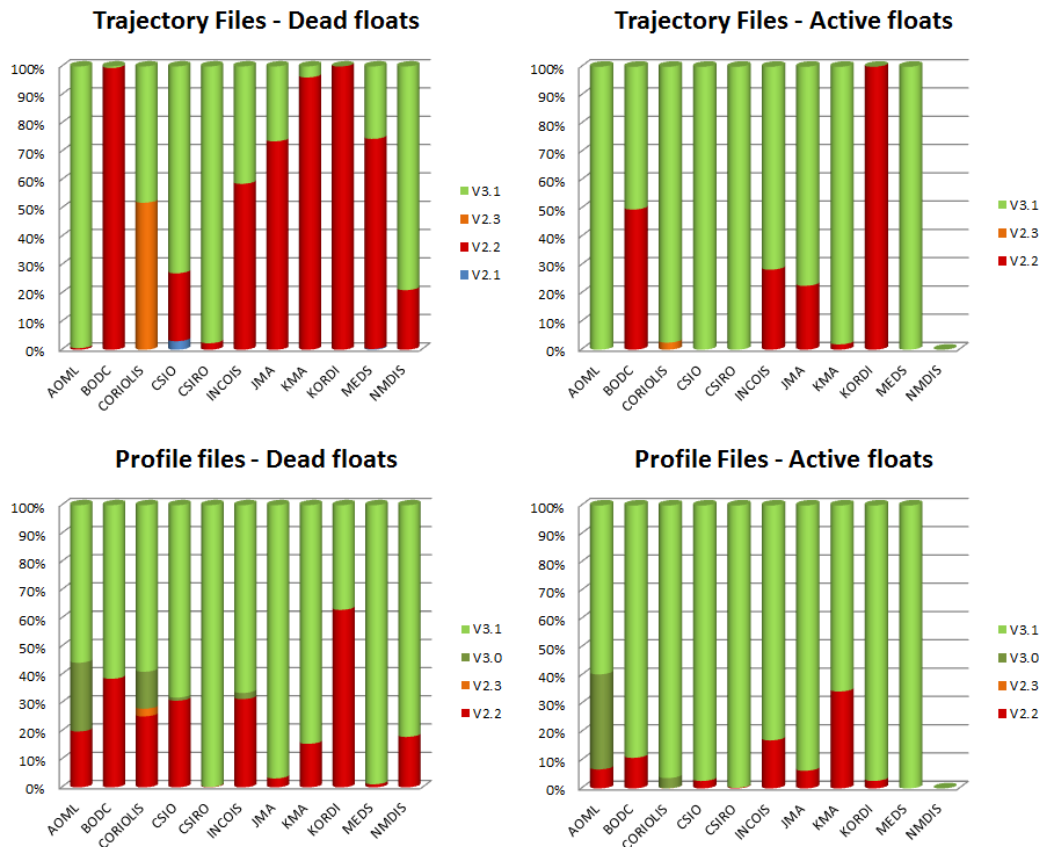 Trajectory Files - Dead floats
100%
90%
80%
70%
60%
50%
40%
30%
20%
10%
0%
AOML
BODC
CORIOLIS
CSIO
CSIRO
INCOIS
JMA
KMA
KORDI
MEDS
NMDIS
V3.1
V2.3
V2.2
V2.1
Trajectory Files - Active floats
100%
90%
80%
70%
60%
50%
40%
30%
20%
10%
0%
AOML
BODC
CORIOLIS
CSIO
CSIRO
INCOIS
JMA
KMA
KORDI
MEDS
NMDIS
V3.1
V2.3
V2.2
Profile files - Dead floats
100%
90%
80%
70%
60%
50%
40%
30%
20%
10%
0%
AOML
BODC
CORIOLIS
CSIO
CSIRO
INCOIS
JMA
KMA
KORDI
MEDS
NMDIS
V3.1
V3.0
V2.3
V2.2
Profile Files - Active floats
100%
90%
80%
70%
60%
50%
40%
30%
20%
10%
0%
AOML
BODC
CORIOLIS
CSIO
CSIRO
INCOIS
JMA
KMA
KORDI
MEDS
NMDIS
V3.1
V3.0
V2.3
V2.2